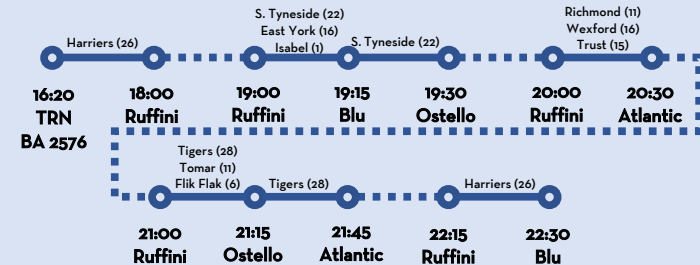 Harriers (26)
S. Tyneside (22)
East York (16)
Isabel (1)
S. Tyneside (22)
Richmond (11)
Wexford (16)
Trust (15)
16:20
TRN
BA 2576
18:00
Ruffini
19:00
Ruffini
19:15
Blu
19:30
Ostello
20:00
Ruffini
20:30
Atlantic
Tigers (28)
Tomar (11)
Flik Flak (6)
Tigers (28)
Harriers (26)
21:00
Ruffini
21:15
Ostello
21:45
Atlantic
22:15
Ruffini
22:30
Blu